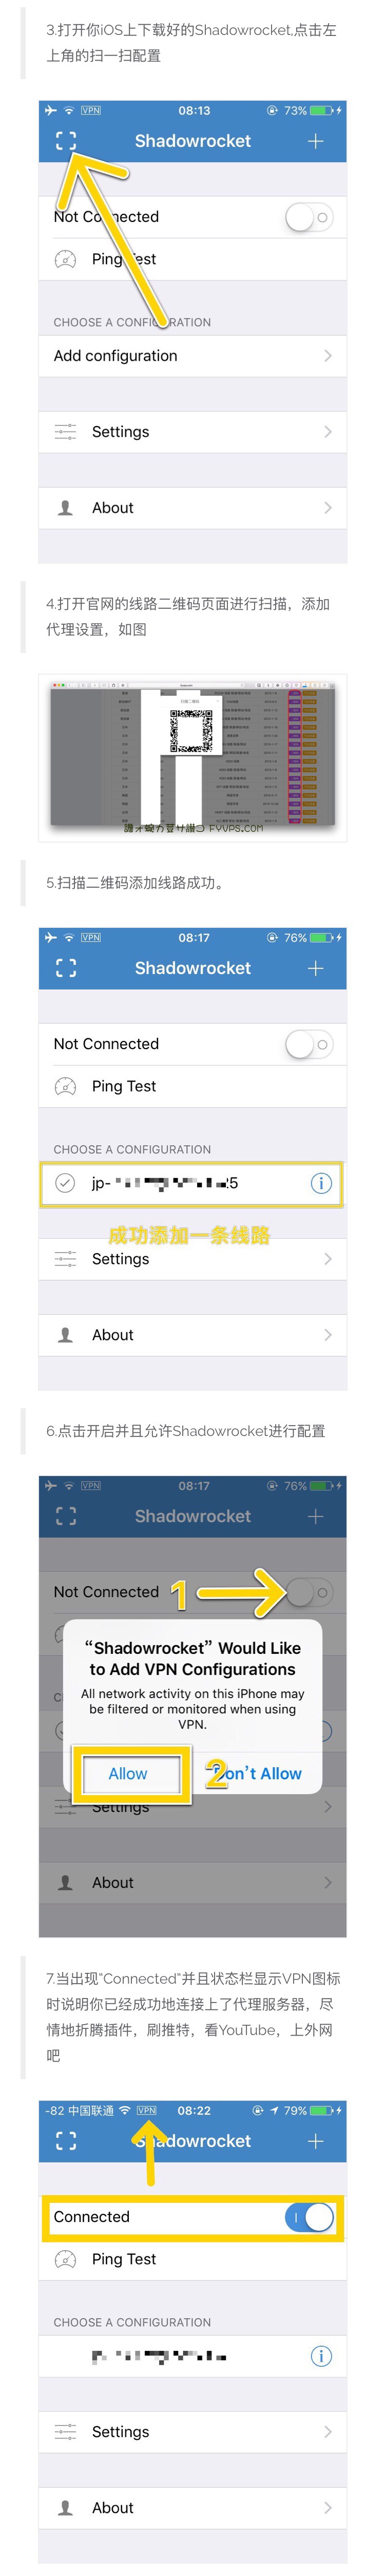 3.打开你iOS上下载好的Shadowrocket,点击左
上角的扫一扫配置
VPN 08:13 73%
Shadowrocket
Not Connected
Ping Test
CHOOSE A CONFIGURATION
Add configuration
Settings
About
4.打开官网的线路二维码页面进行扫描，添加
代理设置，如图
扫描二维码
FYVPS.COM
5.扫描二维码添加线路成功。
VPN 08:17 76%
Shadowrocket
Not Connected
Ping Test
CHOOSE A CONFIGURATION
jp- 5
成功添加一条线路
Settings
About
6.点击开启并且允许Shadowrocket进行配置
VPN 08:17 76%
Shadowrocket
Not Connected 1
“Shadowrocket” Would Like
to Add VPN Configurations
All network activity on this iPhone may
be filtered or monitored when using
VPN.
Allow 2 Don’t Allow
Settings
About
7.当出现"Connected"并且状态栏显示VPN图标
时说明你已经成功地连接上了代理服务器，尽
情地折腾插件，刷推特，看YouTube，上外网
吧
-82 中国联通 VPN 08:22 79%
Shadowrocket
Connected
Ping Test
CHOOSE A CONFIGURATION
Settings
About